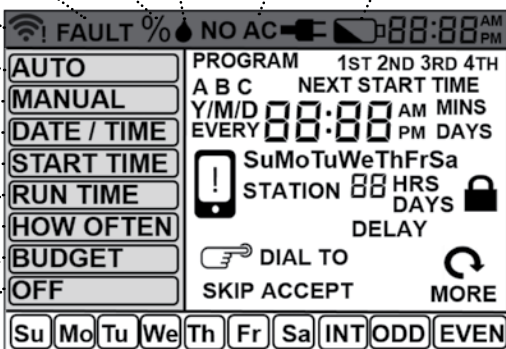 ! FAULT % NO AC 88:88 AM PM
AUTO
MANUAL
DATE / TIME
START TIME
RUN TIME
HOW OFTEN
BUDGET
OFF
PROGRAM 1ST 2ND 3RD 4TH
A B C NEXT START TIME
Y/M/D 88:88 AM MINS
EVERY PM DAYS
SuMoTuWeThFrSa
! STATION 88 HRS
DAYS
DELAY
DIAL TO
SKIP ACCEPT MORE
Su Mo Tu We Th Fr Sa INT ODD EVEN